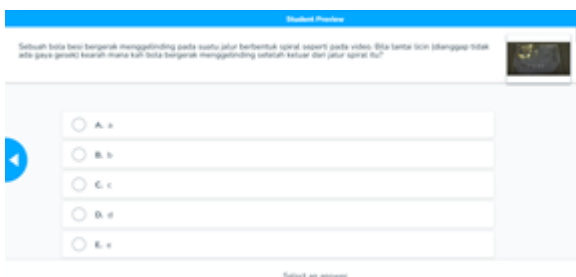 Student Preview
Sebuah bola besi bergerak menggelinding pada suatu jalur berbentuk spiral seperti pada video. Bila lantai licin (dianggap tidak
ada gaya gesek) kearah mana kah bola bergerak menggelinding setelah keluar dari jalur spiral itu?
A. a
B. b
C. c
D. d
E. e
Select an answer